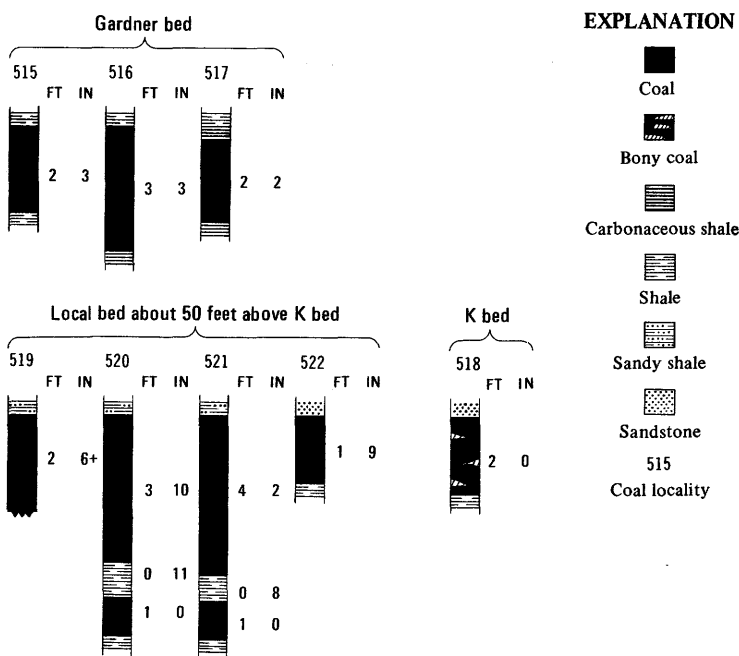 Gardner bed
515 516 517
FT IN FT IN FT IN
2 3 3 3 2 2
Local bed about 50 feet above K bed
519 520 521 522
FT IN FT IN FT IN FT IN
2 6+ 3 10 4 2 1 9
0 11 0 8
1 0 1 0
K bed
518
FT IN
2 0
EXPLANATION
Coal
Bony coal
Carbonaceous shale
Shale
Sandy shale
Sandstone
515
Coal locality